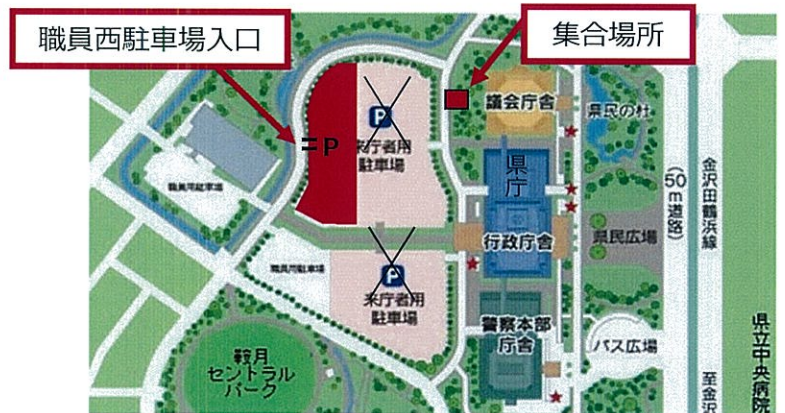 職員西駐車場入口
集合場所
議会庁舎
県民の杜
P
P
来庁者用
駐車場
県庁
職員用駐車場
(50m道路)
金沢田鶴浜線
行政庁舎
県民広場
職員用駐車場
P
来庁者用
駐車場
警察本部
庁舎
バス広場
県立中央病院
至金沢
鞍月
セントラル
パーク